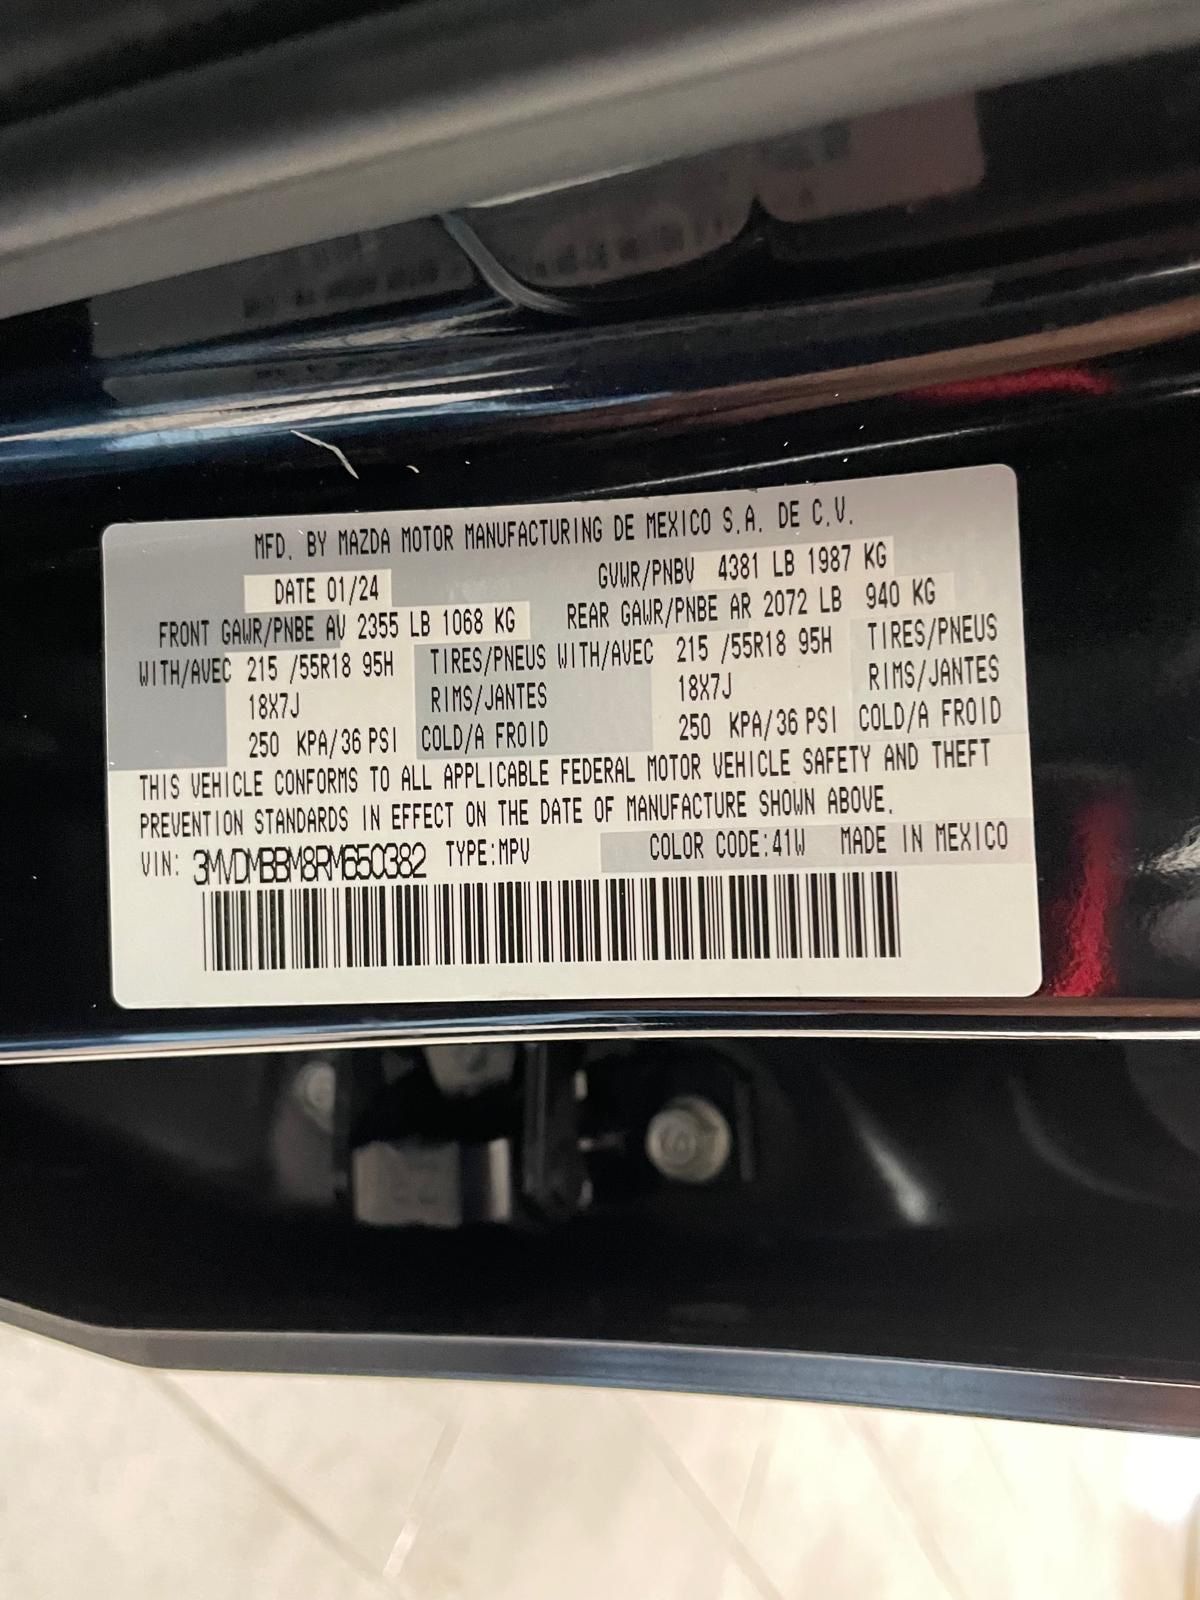 MFD. BY MAZDA MOTOR MANUFACTURING DE MEXICO S.A. DE C.V.
DATE 01/24 GVWR/PNBV 4381 LB 1987 KG
FRONT GAWR/PNBE AV 2355 LB 1068 KG REAR GAWR/PNBE AR 2072 LB 940 KG
WITH/AVEC 215 /55R18 95H TIRES/PNEUS WITH/AVEC 215 /55R18 95H TIRES/PNEUS
18X7J RIMS/JANTES 18X7J RIMS/JANTES
250 KPA/36 PSI COLD/A FROID 250 KPA/36 PSI COLD/A FROID
THIS VEHICLE CONFORMS TO ALL APPLICABLE FEDERAL MOTOR VEHICLE SAFETY AND THEFT
PREVENTION STANDARDS IN EFFECT ON THE DATE OF MANUFACTURE SHOWN ABOVE.
VIN: 3MVDMBBM8RM650382 TYPE:MPV COLOR CODE:41W MADE IN MEXICO